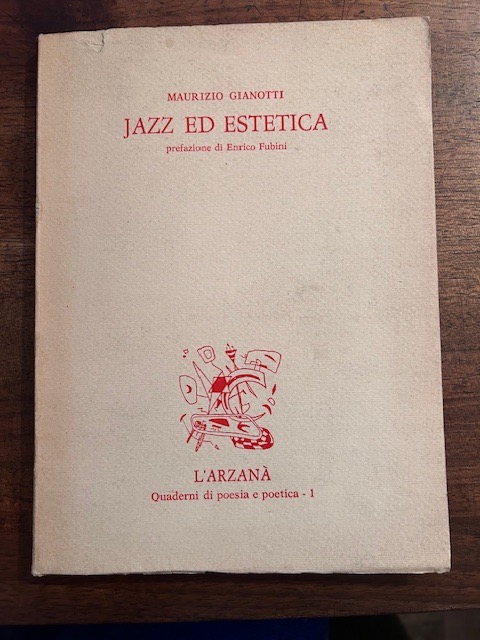 MAURIZIO GIANOTTI
JAZZ ED ESTETICA
prefazione di Enrico Fubini
L'ARZANÀ
Quaderni di poesia e poetica - 1